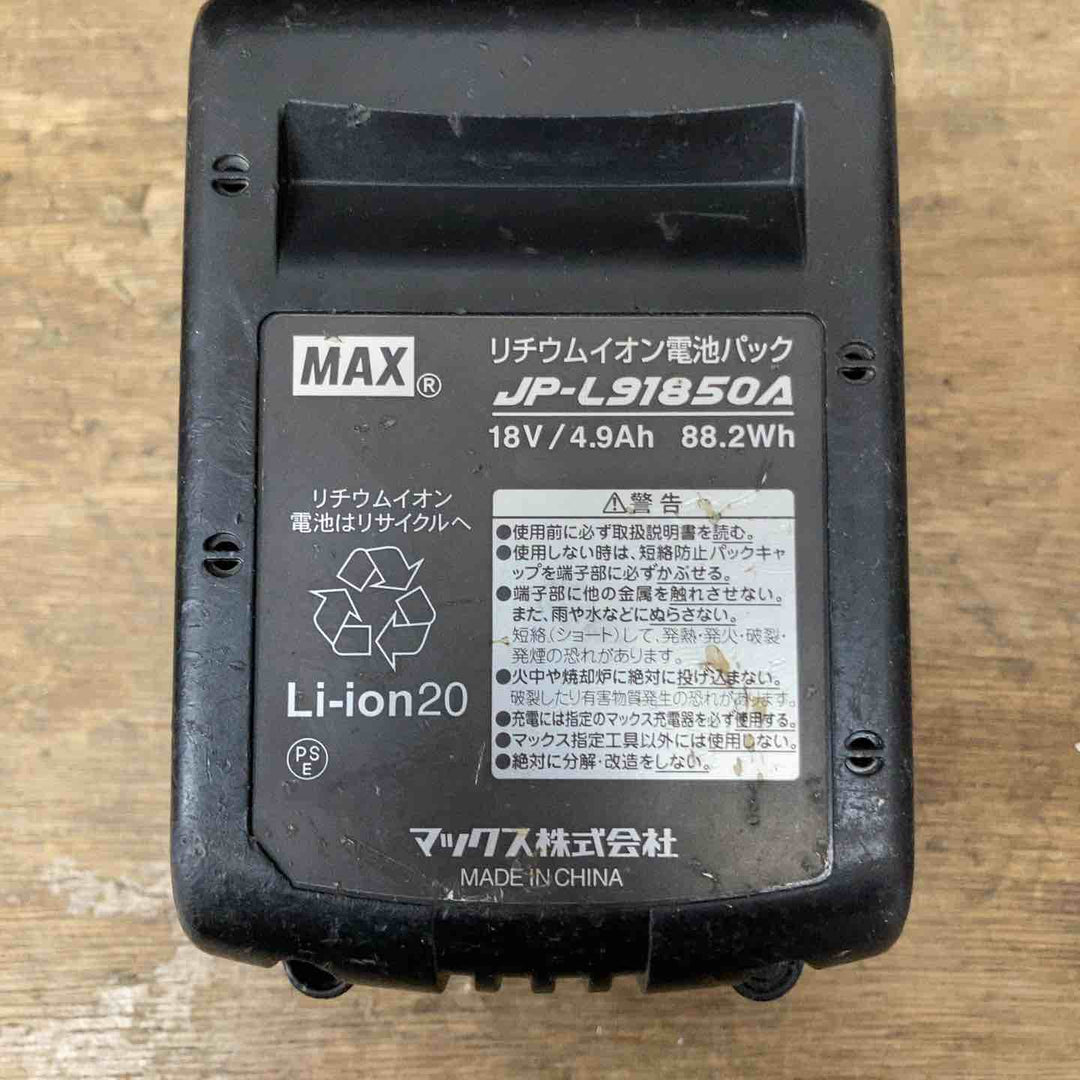 MAX®
リチウムイオン電池パック
JP-L91850A
18V/4.9Ah 88.2Wh
リチウムイオン
電池はリサイクルへ
Li-ion20
PS
E
⚠警告
●使用前に必ず取扱説明書を読む。
●使用しない時は、短絡防止パックキャ
ップを端子部に必ずかぶせる。
●端子部に他の金属を触れさせない。
また、雨や水などにぬらさない。
短絡(ショート)して、発熱・発火・破裂・
発煙の恐れがあります。
●火中や焼却炉に絶対に投げ込まない。
破裂したり有害物質発生の恐れがあります。
●充電には指定のマックス充電器を必ず使用する。
●マックス指定工具以外には使用しない。
●絶対に分解・改造をしない。
マックス株式会社
MADE IN CHINA